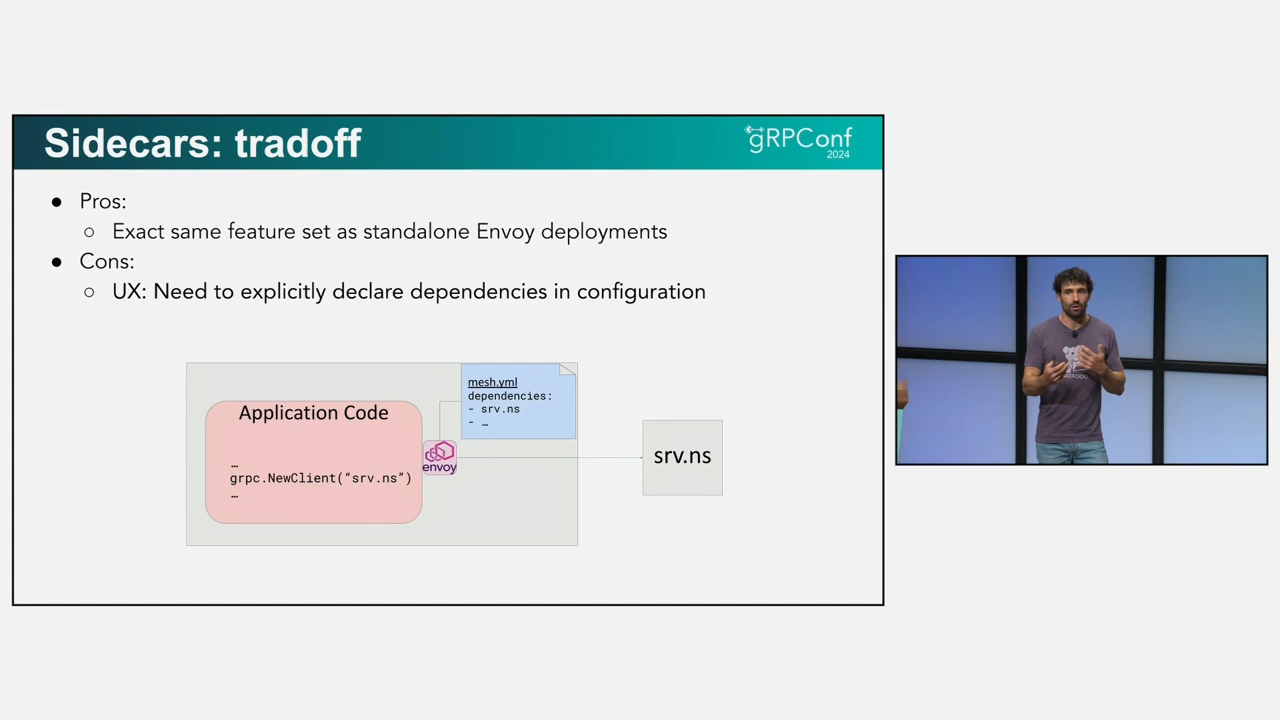 Sidecars: tradoff
gRPConf
2024
● Pros:
○ Exact same feature set as standalone Envoy deployments
● Cons:
○ UX: Need to explicitly declare dependencies in configuration
mesh.yml
dependencies:
- srv.ns
- …
Application Code
…
grpc.NewClient(“srv.ns”)
…
envoy
srv.ns
DATADOG